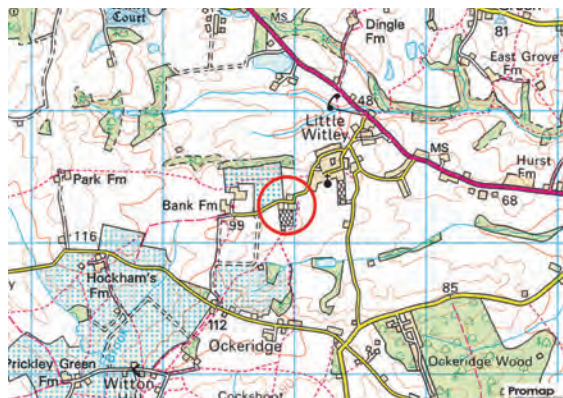 Court
Dingle
Fm
81
East Grove
Fm
MS
48
Little
Witley
MS
Hurst
Fm
68
Park Fm
Bank Fm
99
116
Hockham's
Fm
85
112
Ockeridge
Ockeridge Wood
Prickley Green
Fm
Witton
Cockshoot
Promap